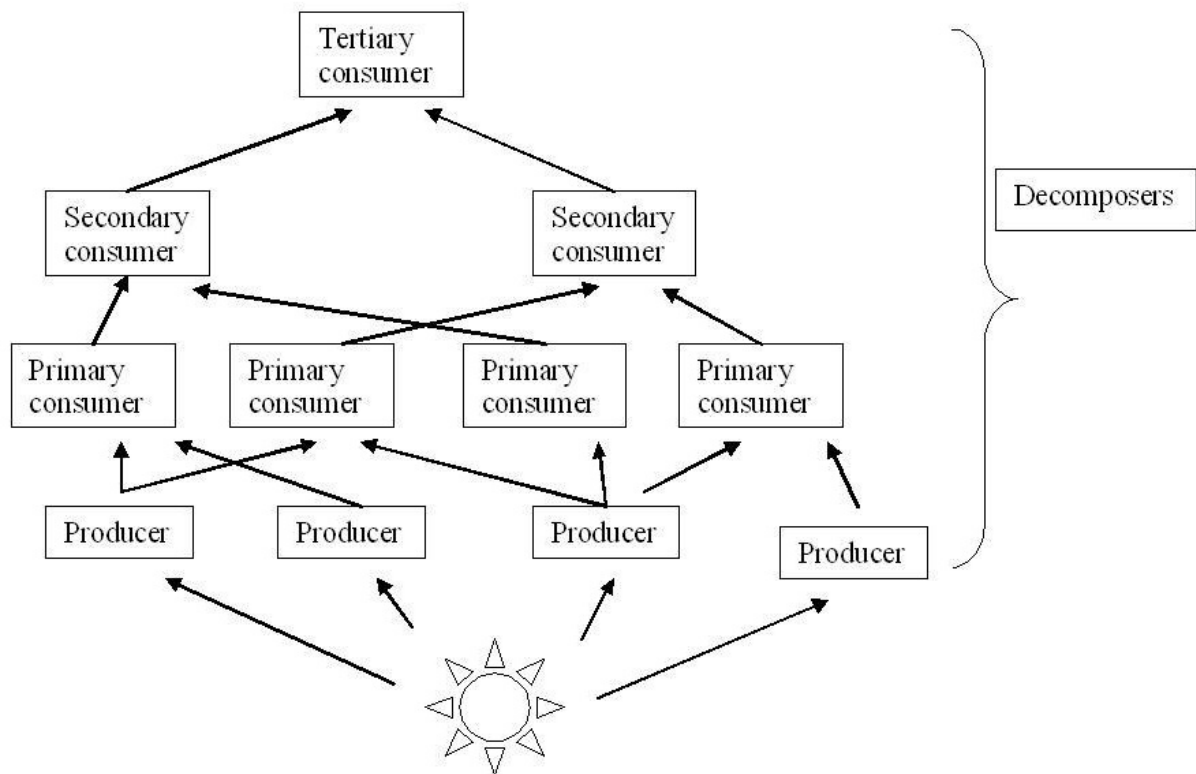 Tertiary
consumer
Decomposers
Secondary
consumer
Secondary
consumer
Primary
consumer
Primary
consumer
Primary
consumer
Primary
consumer
Producer
Producer
Producer
Producer